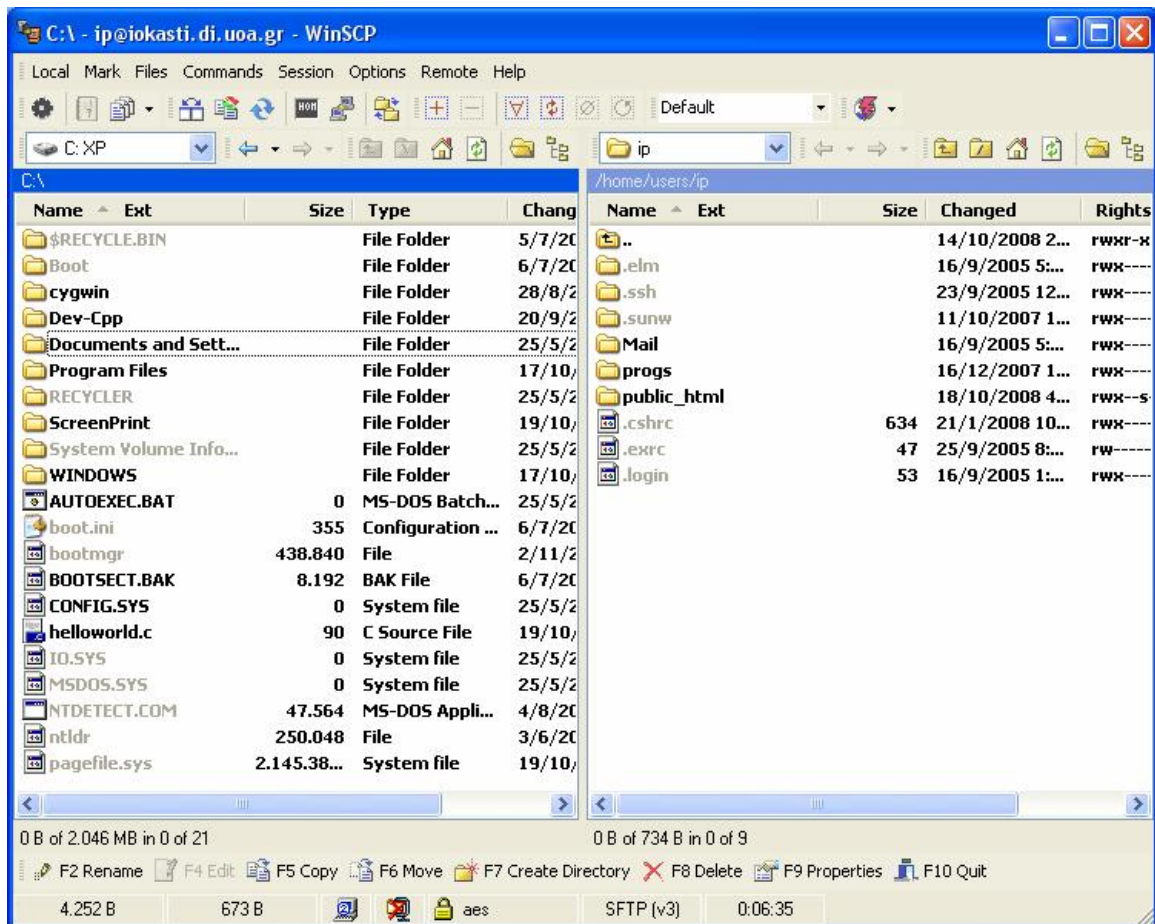 C:\ - ip@iokasti.di.uoa.gr - WinSCP
Local Mark Files Commands Session Options Remote Help
Default
C: XP
ip
C:\
Name Ext Size Type Chang
$RECYCLE.BIN File Folder 5/7/20
Boot File Folder 6/7/20
cygwin File Folder 28/8/2
Dev-Cpp File Folder 20/9/2
Documents and Sett... File Folder 25/5/2
Program Files File Folder 17/10/
RECYCLER File Folder 25/5/2
ScreenPrint File Folder 19/10/
System Volume Info... File Folder 25/5/2
WINDOWS File Folder 17/10/
AUTOEXEC.BAT 0 MS-DOS Batch... 25/5/2
boot.ini 355 Configuration ... 6/7/20
bootmgr 438.840 File 2/11/2
BOOTSECT.BAK 8.192 BAK File 6/7/20
CONFIG.SYS 0 System file 25/5/2
helloworld.c 90 C Source File 19/10/
IO.SYS 0 System file 25/5/2
MSDOS.SYS 0 System file 25/5/2
NTDETECT.COM 47.564 MS-DOS Appli... 4/8/20
ntldr 250.048 File 3/6/20
pagefile.sys 2.145.38... System file 19/10/
0 B of 2.046 MB in 0 of 21
/home/users/ip
Name Ext Size Changed Rights
.. 14/10/2008 2... rwxr-x
.elm 16/9/2005 5:... rwx----
.ssh 23/9/2005 12... rwx----
.sunw 11/10/2007 1... rwx----
Mail 16/9/2005 5:... rwx----
progs 16/12/2007 1... rwx----
public_html 18/10/2008 4... rwx--s
.cshrc 634 21/1/2008 10... rwx----
.exrc 47 25/9/2005 8:... rw-----
.login 53 16/9/2005 1:... rwx----
0 B of 734 B in 0 of 9
F2 Rename F4 Edit F5 Copy F6 Move F7 Create Directory F8 Delete F9 Properties F10 Quit
4.252 B 673 B aes SFTP (v3) 0:06:35